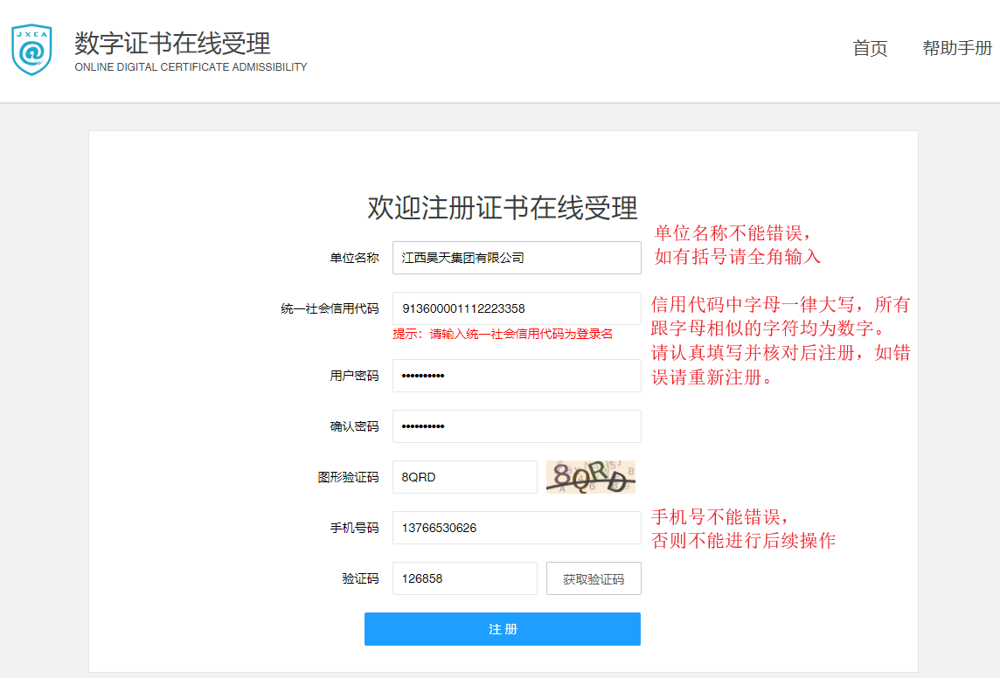 JXCA
数字证书在线受理
ONLINE DIGITAL CERTIFICATE ADMISSIBILITY
首页
帮助手册
欢迎注册证书在线受理
单位名称
江西昊天集团有限公司
单位名称不能错误，
如有括号请全角输入
统一社会信用代码
913600001112223358
提示：请输入统一社会信用代码为登录名
信用代码中字母一律大写，所有
跟字母相似的字符均为数字。
请认真填写并核对后注册，如错
误请重新注册。
用户密码
••••••••••
确认密码
••••••••••
图形验证码
8QRD
8QRD
手机号码
13766530626
手机号不能错误，
否则不能进行后续操作
验证码
126858
获取验证码
注 册